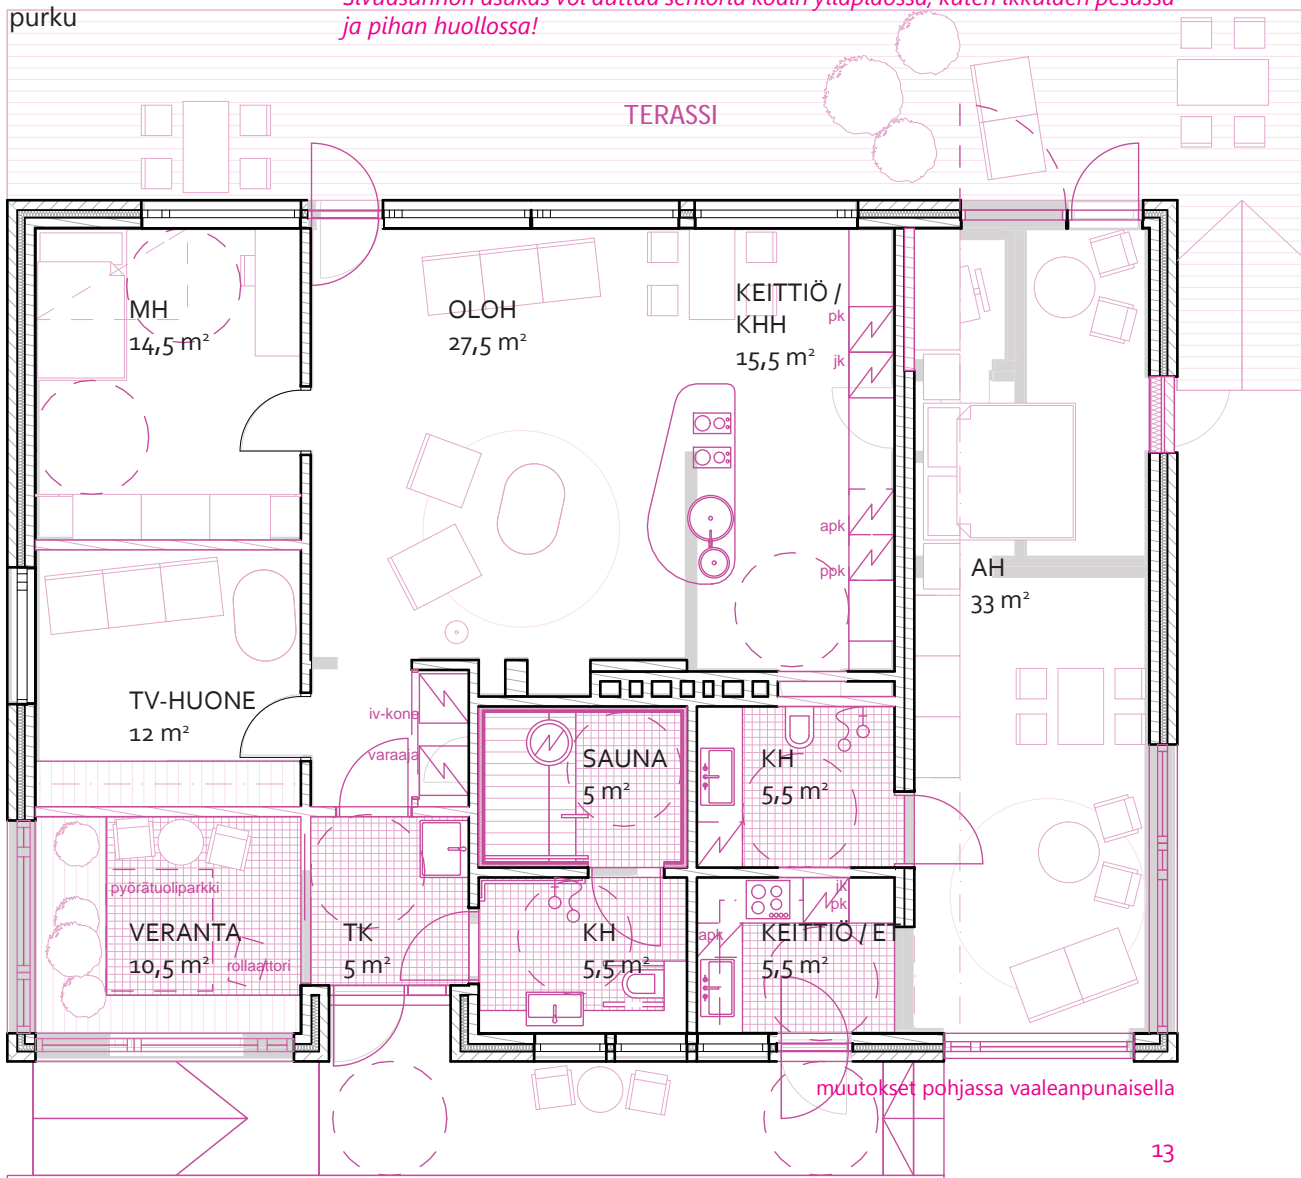 purku
ja pihan huollossa!
TERASSI
MH
14,5 m²
OLOH
27,5 m²
KEITTIÖ /
KHH
15,5 m²
pk
jk
apk
ppk
AH
33 m²
TV-HUONE
12 m²
iv-kone
varaaja
SAUNA
5 m²
KH
5,5 m²
pyörätuoliparkki
VERANTA
10,5 m²
rollaattori
TK
5 m²
KH
5,5 m²
jk
pk
apk
KEITTIÖ / ET
5,5 m²
muutokset pohjassa vaaleanpunaisella
13